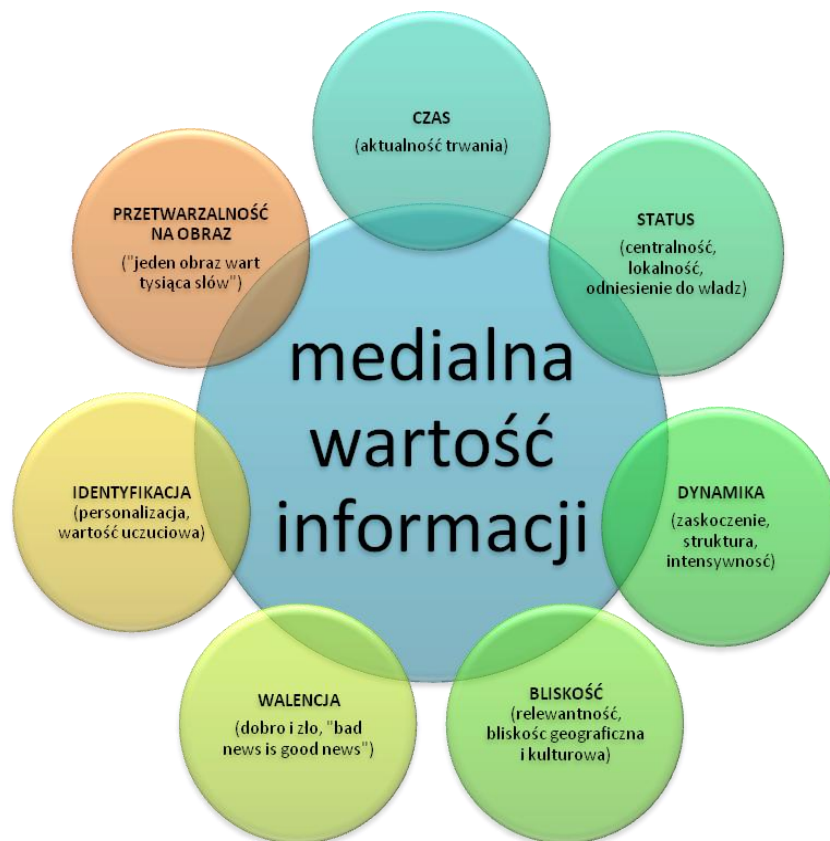 CZAS
(aktualność trwania)
STATUS
(centralność,
lokalność,
odniesienie do władz)
DYNAMIKA
(zaskoczenie,
struktura,
intensywnosć)
BLISKOŚĆ
(relewantność,
bliskośc geograficzna
i kulturowa)
WALENCJA
(dobro i zło, "bad
news is good news")
IDENTYFIKACJA
(personalizacja,
wartość uczuciowa)
PRZETWARZALNOŚĆ
NA OBRAZ
("jeden obraz wart
tysiąca słów")
medialna
wartość
informacji